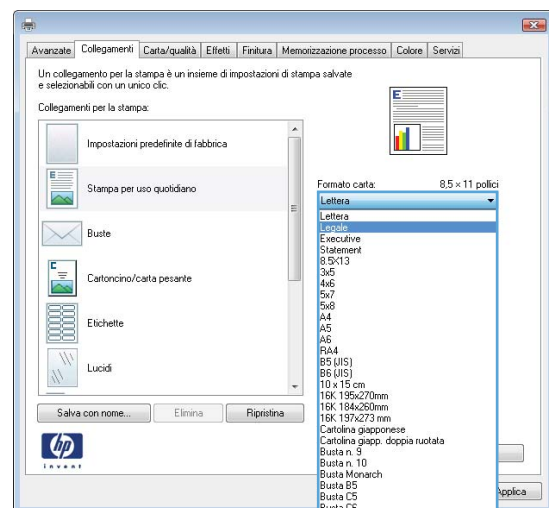 Avanzate Collegamenti Carta/qualità Effetti Finitura Memorizzazione processo Colore Servizi
Un collegamento per la stampa è un insieme di impostazioni di stampa salvate
e selezionabili con un unico clic.
Collegamenti per la stampa:
Impostazioni predefinite di fabbrica
Stampa per uso quotidiano
Buste
Cartoncino/carta pesante
Etichette
Lucidi
Salva con nome... Elimina Ripristina
hp
invent
E
Formato carta: 8,5 × 11 pollici
Lettera
Lettera
Legale
Executive
Statement
8.5X13
3x5
4x6
5x7
5x8
A4
A5
A6
RA4
B5 (JIS)
B6 (JIS)
10 x 15 cm
16K 195x270mm
16K 184x260mm
16K 197x273 mm
Cartolina giapponese
Cartolina giapp. doppia ruotata
Busta n. 9
Busta n. 10
Busta Monarch
Busta B5
Busta C5
Busta C6
Applica